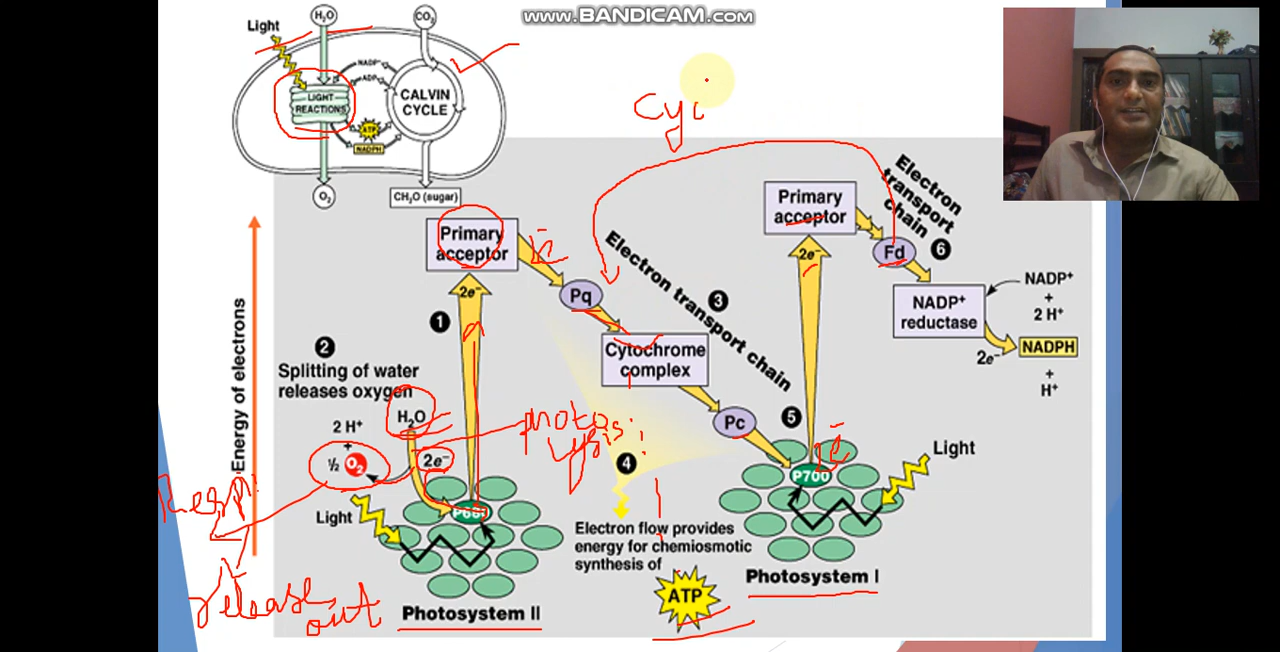 www.BANDICAM.com
Light
H₂O
CO₂
NADP⁺
ADP
LIGHT
REACTIONS
CALVIN
CYCLE
ATP
NADPH
O₂
CH₂O (sugar)
Cyc
Energy of electrons
Primary
acceptor
2e⁻
1
2
Splitting of water
releases oxygen
H₂O
2 H⁺
+
½ O₂
2e⁻
Light
P680
Photosystem II
Pq
Electron transport chain
3
Cytochrome
complex
Pc
photo
lysis
4
Electron flow provides
energy for chemiosmotic
synthesis of
ATP
5
P700
Light
Photosystem I
Primary
acceptor
2e⁻
Electron
transport
chain
6
Fd
NADP⁺
reductase
NADP⁺
+
2 H⁺
2e⁻
NADPH
+
H⁺
Resp
release
out